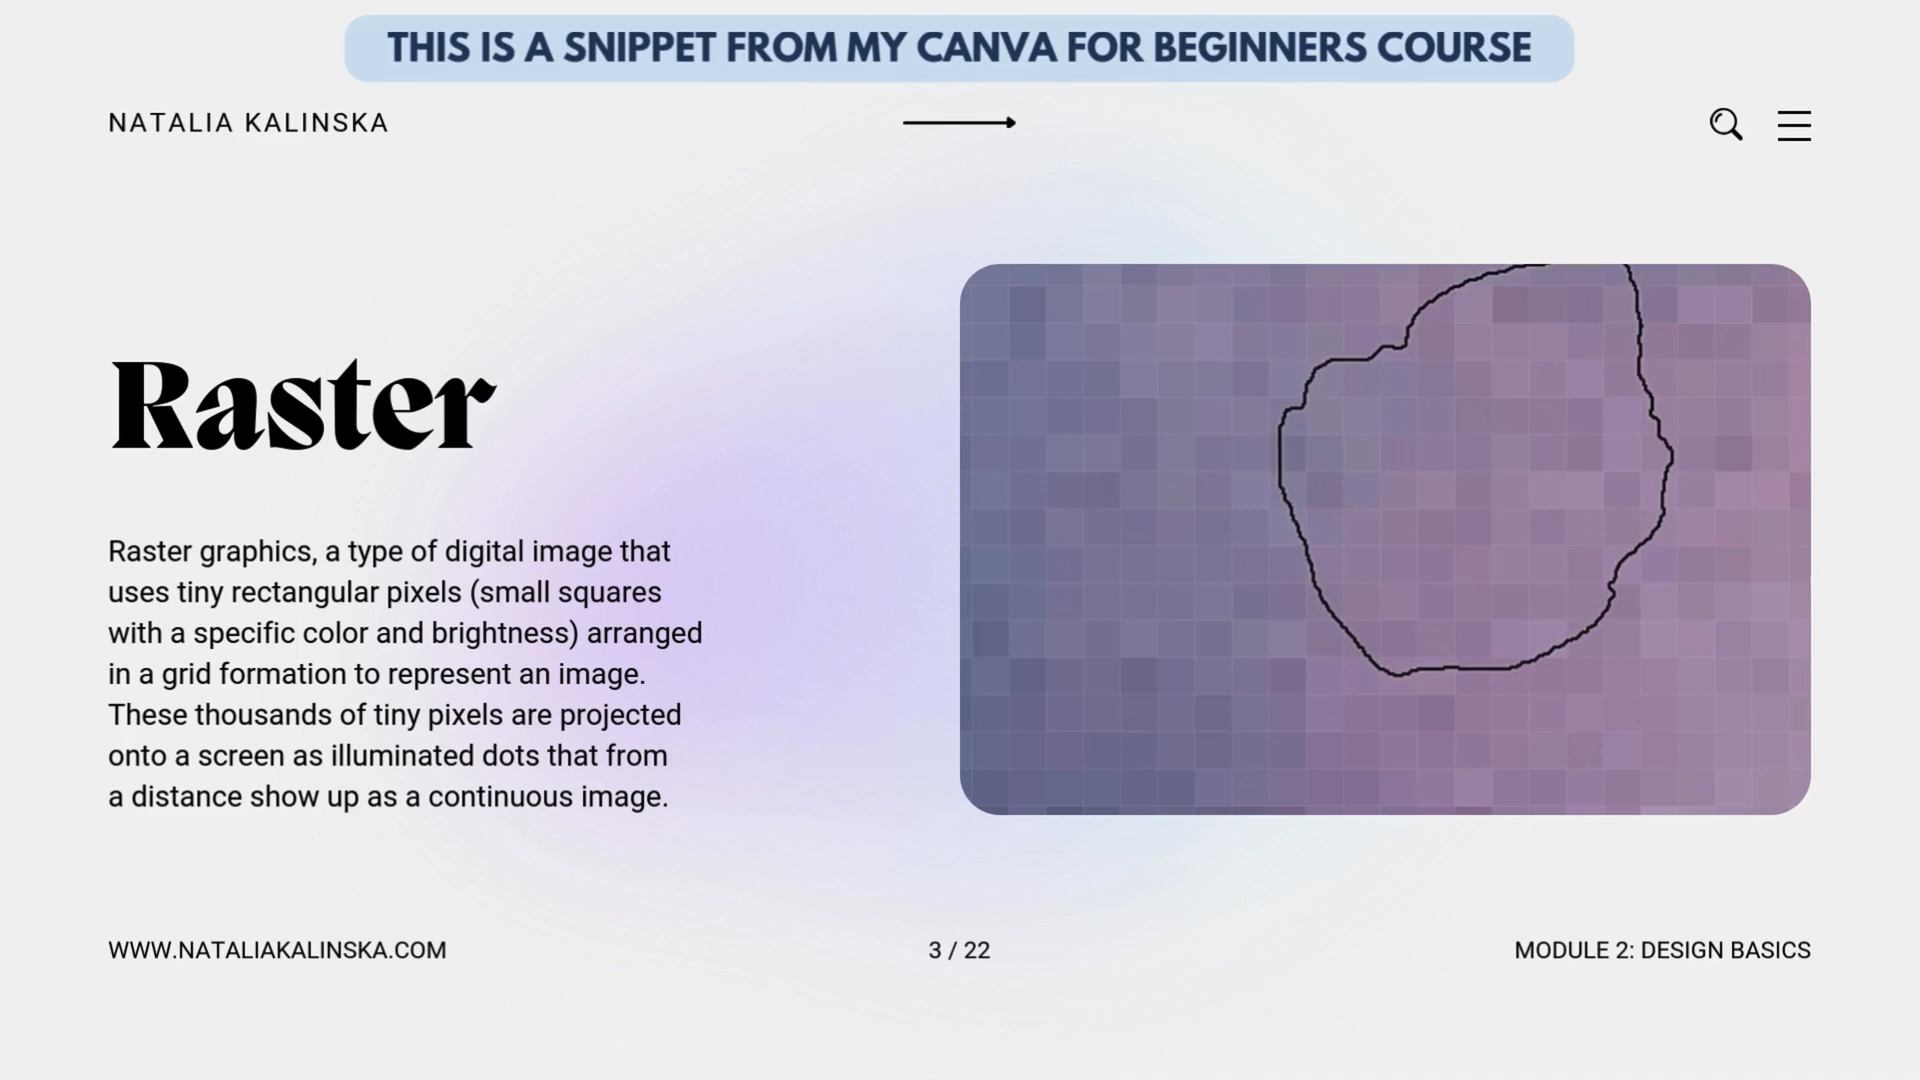 THIS IS A SNIPPET FROM MY CANVA FOR BEGINNERS COURSE
NATALIA KALINSKA
Raster
Raster graphics, a type of digital image that
uses tiny rectangular pixels (small squares
with a specific color and brightness) arranged
in a grid formation to represent an image.
These thousands of tiny pixels are projected
onto a screen as illuminated dots that from
a distance show up as a continuous image.
WWW.NATALIAKALINSKA.COM
3 / 22
MODULE 2: DESIGN BASICS